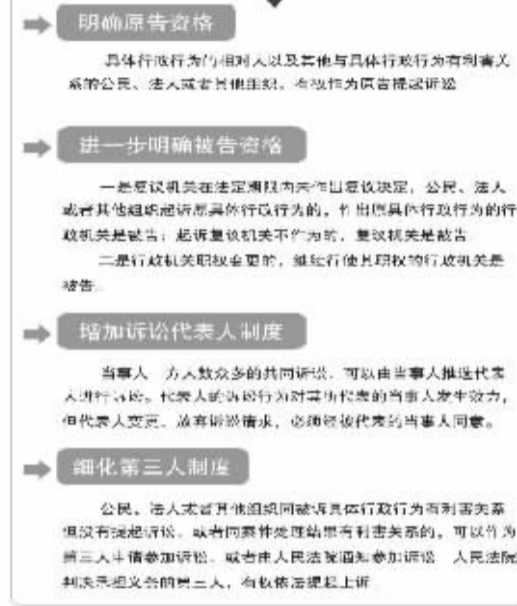 明确原告资格
具体行政行为的相对人以及其他与具体行政行为有利害关
系的公民、法人或者其他组织，有权作为原告提起诉讼
进一步明确被告资格
一是复议机关在法定期限内未作出复议决定，公民、法人
或者其他组织起诉原具体行政行为的，作出原具体行政行为的行
政机关是被告；起诉复议机关不作为的，复议机关是被告
二是行政机关职权变更的，继续行使其职权的行政机关是
被告。
增加诉讼代表人制度
当事人一方人数众多的共同诉讼，可以由当事人推选代表
人进行诉讼。代表人的诉讼行为对其所代表的当事人发生效力，
但代表人变更、放弃诉讼请求，必须经被代表的当事人同意。
细化第三人制度
公民、法人或者其他组织同被诉具体行政行为有利害关系
但没有提起诉讼，或者同案件处理结果有利害关系的，可以作为
第三人申请参加诉讼，或者由人民法院通知参加诉讼 人民法院
判决承担义务的第三人，有权依法提起上诉